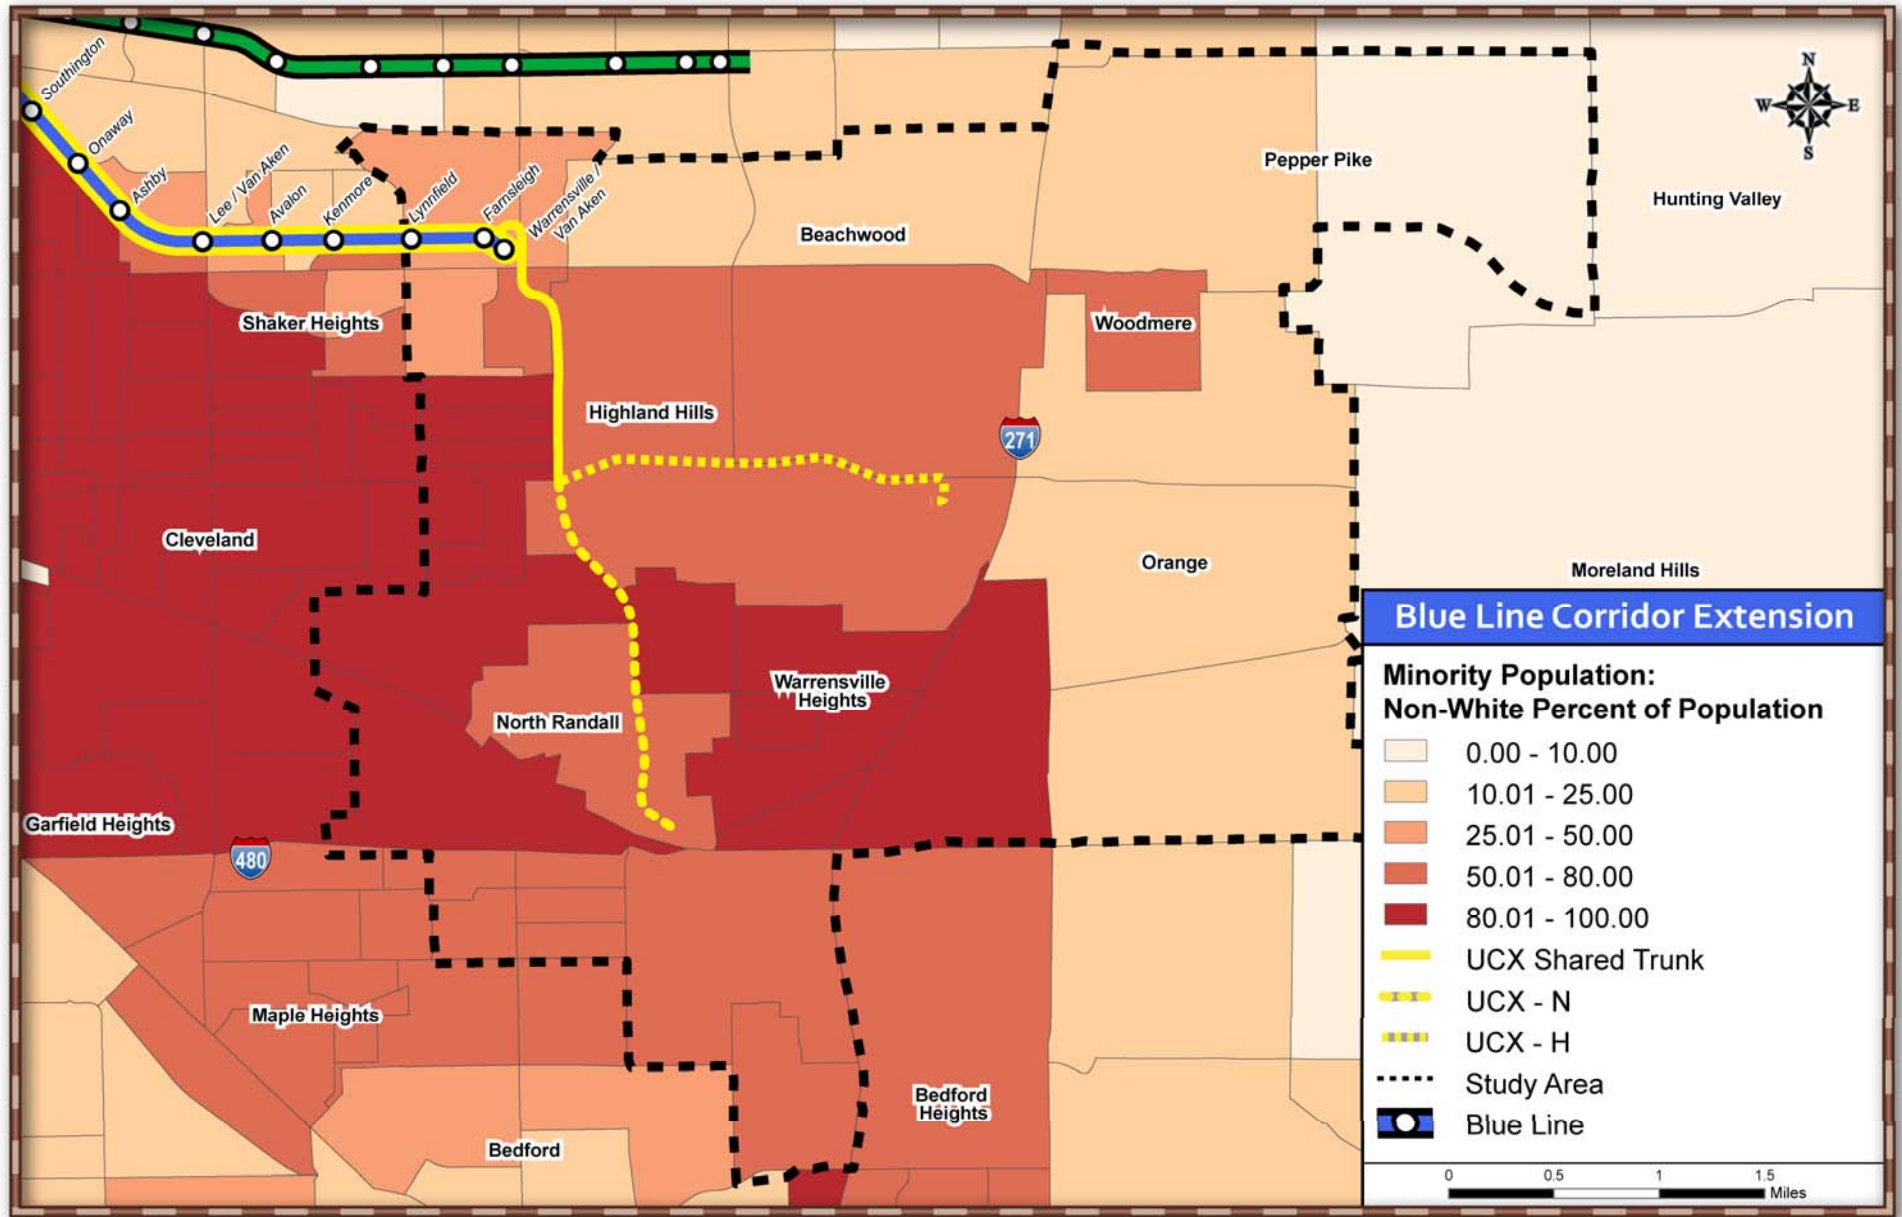 N
W E
S
Southington
Onaway
Ashby
Lee / Van Aken
Avalon
Kenmore
Lynnfield
Farnsleigh
Warrensville /
Van Aken
Pepper Pike
Hunting Valley
Beachwood
Shaker Heights
Woodmere
Highland Hills
271
Cleveland
Orange
Moreland Hills
Warrensville
Heights
North Randall
Garfield Heights
480
Maple Heights
Bedford
Heights
Bedford
Blue Line Corridor Extension
Minority Population:
Non-White Percent of Population
0.00 - 10.00
10.01 - 25.00
25.01 - 50.00
50.01 - 80.00
80.01 - 100.00
UCX Shared Trunk
UCX - N
UCX - H
Study Area
Blue Line
0 0.5 1 1.5
Miles